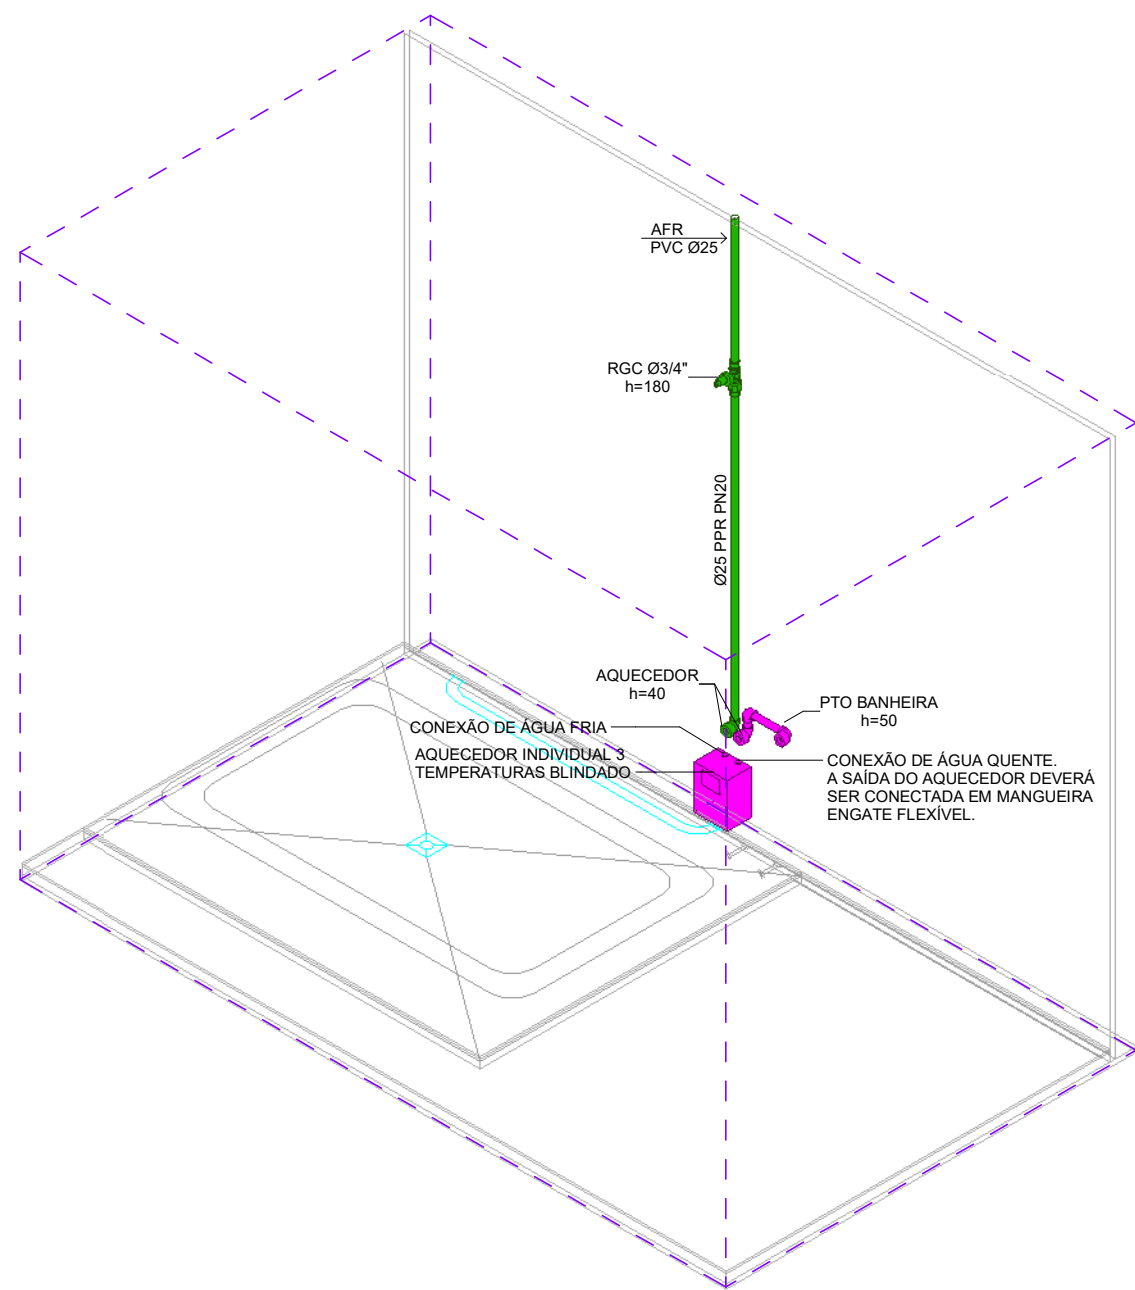 AFR
PVC Ø25
RGC Ø3/4"
h=180
Ø25 PPR PN20
AQUECEDOR
h=40
PTO BANHEIRA
h=50
CONEXÃO DE ÁGUA FRIA
AQUECEDOR INDIVIDUAL 3
TEMPERATURAS BLINDADO
CONEXÃO DE ÁGUA QUENTE.
A SAÍDA DO AQUECEDOR DEVERÁ
SER CONECTADA EM MANGUEIRA
ENGATE FLEXÍVEL.